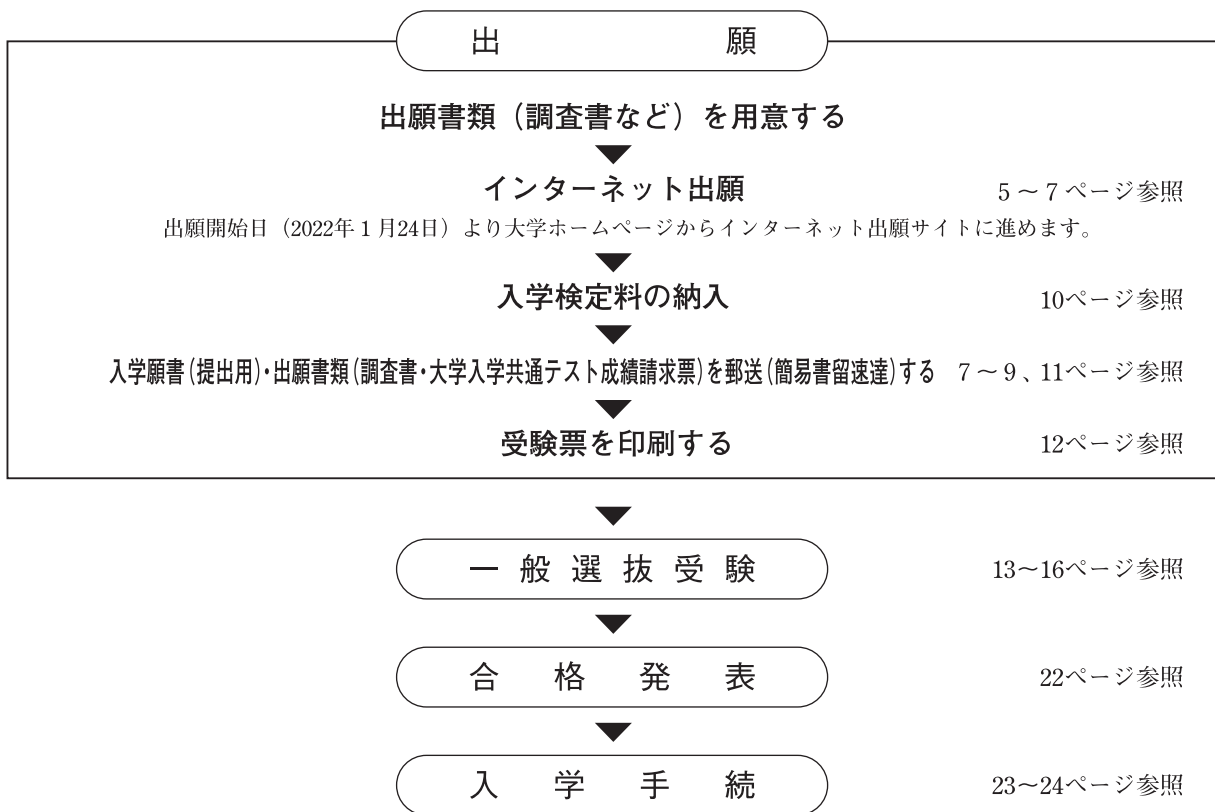 出願
出願書類（調査書など）を用意する
インターネット出願 5～7ページ参照
出願開始日（2022年1月24日）より大学ホームページからインターネット出願サイトに進めます。
入学検定料の納入 10ページ参照
入学願書(提出用)・出願書類(調査書・大学入学共通テスト成績請求票)を郵送(簡易書留速達)する 7～9、11ページ参照
受験票を印刷する 12ページ参照
一般選抜受験 13～16ページ参照
合格発表 22ページ参照
入学手続 23～24ページ参照